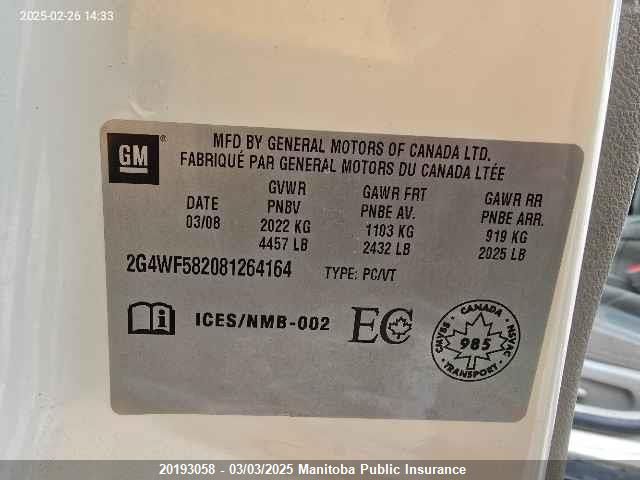 2025-02-26 14:33
GM®
MFD BY GENERAL MOTORS OF CANADA LTD.
FABRIQUÉ PAR GENERAL MOTORS DU CANADA LTÉE
DATE
03/08
GVWR
PNBV
2022 KG
4457 LB
GAWR FRT
PNBE AV.
1103 KG
2432 LB
GAWR RR
PNBE ARR.
919 KG
2025 LB
2G4WF582081264164 TYPE: PC/VT
i ICES/NMB-002 EC
CANADA
CMVSS NSVAC
985
TRANSPORT
20193058 - 03/03/2025 Manitoba Public Insurance